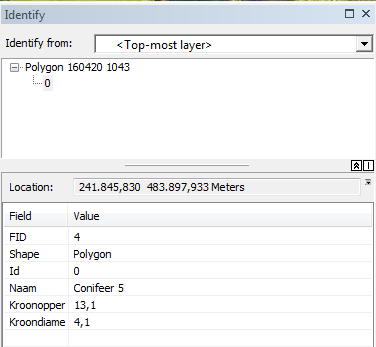 Identify
Identify from: <Top-most layer>
Polygon 160420 1043
0
Location: 241.845,830 483.897,933 Meters
Field Value
FID 4
Shape Polygon
Id 0
Naam Conifeer 5
Kroonopper 13,1
Kroondiame 4,1